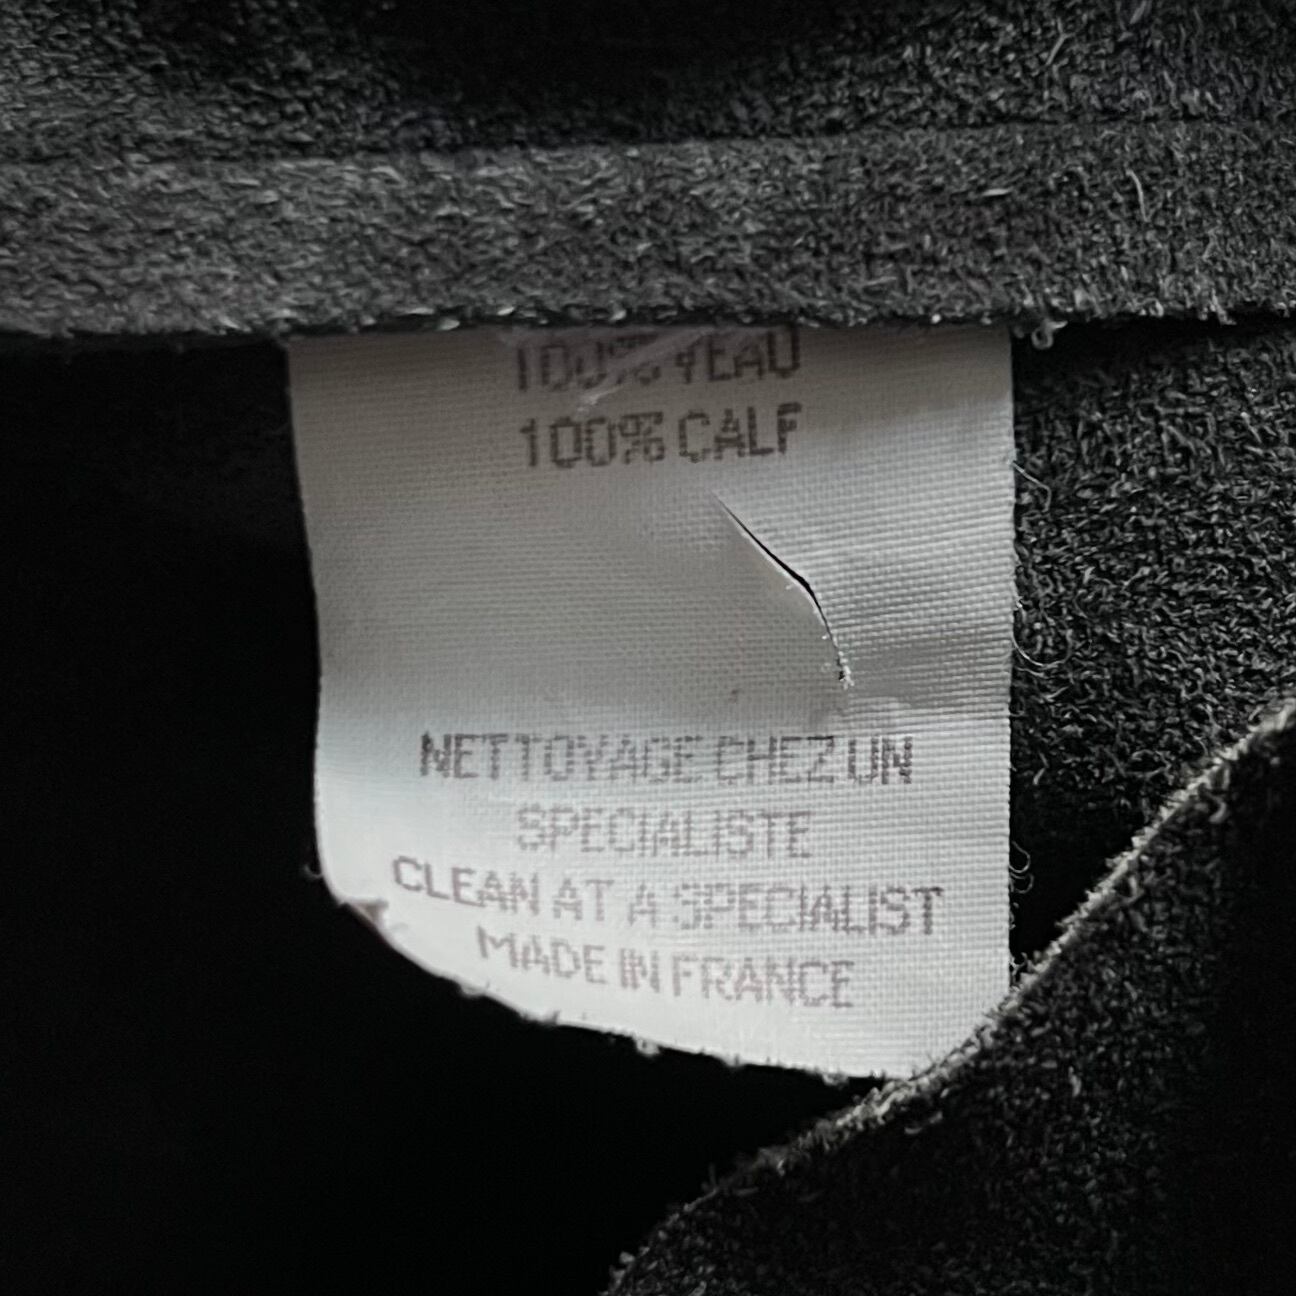 100% VEAU
100% CALF
NETTOYAGE CHEZ UN
SPECIALISTE
CLEAN AT A SPECIALIST
MADE IN FRANCE